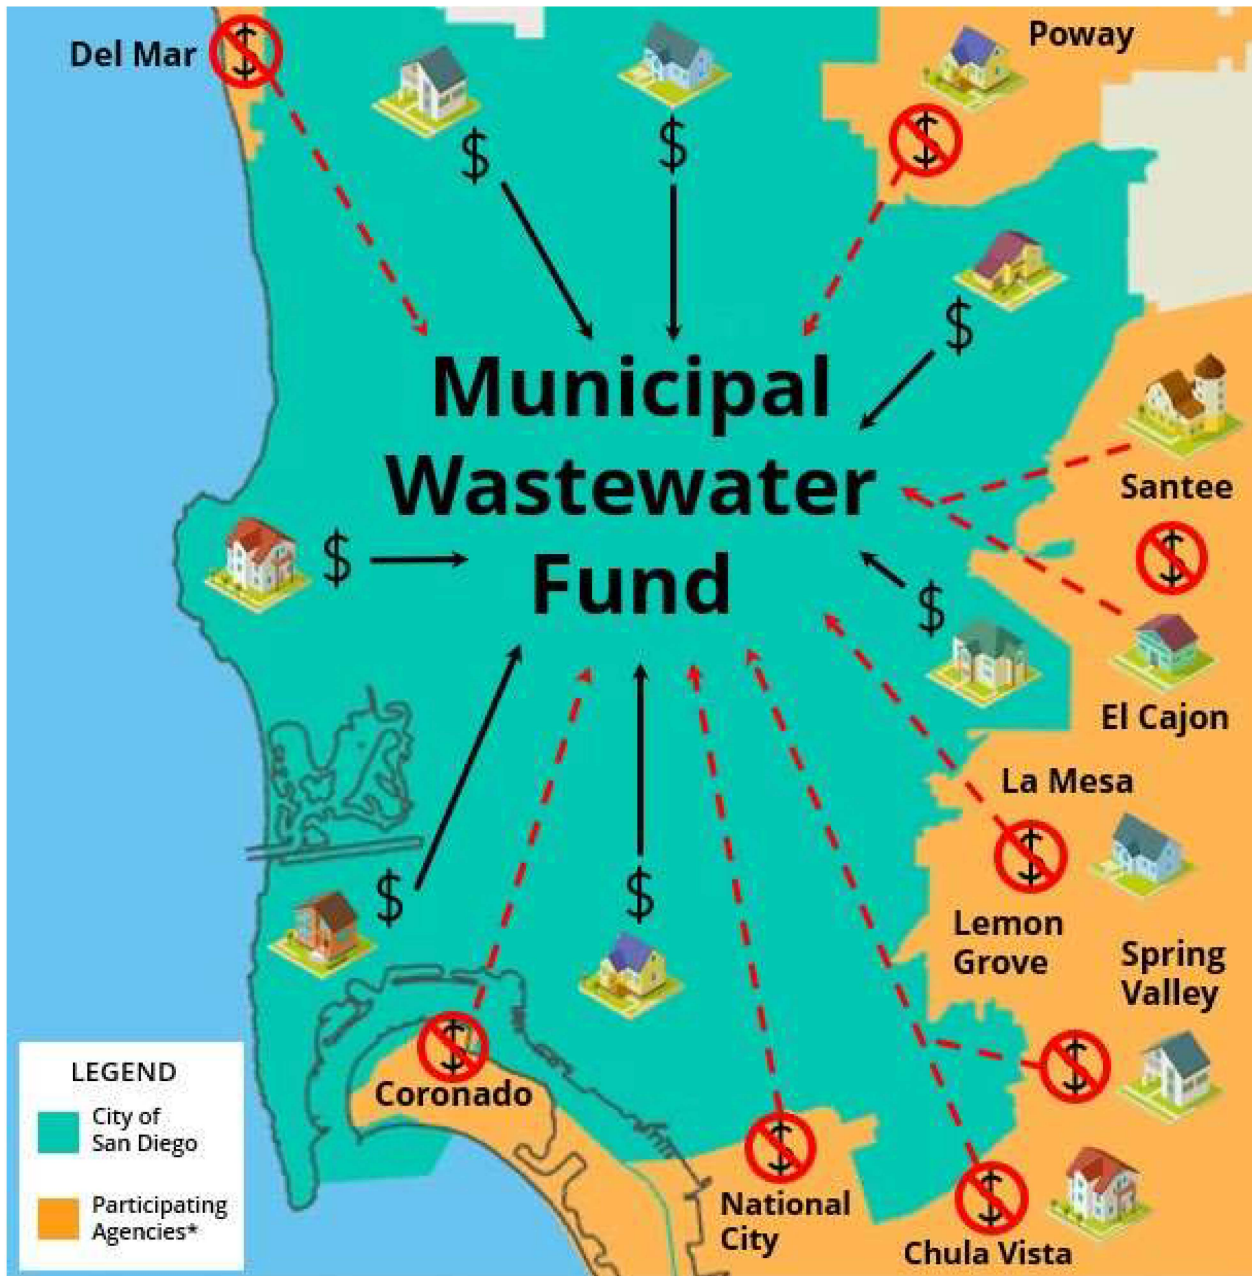 Del Mar
Poway
$
$
$
$
$
Municipal
Wastewater
Fund
Santee
$
$
$
El Cajon
La Mesa
$
$
$
Lemon
Grove
Spring
Valley
$
$
Coronado
$
National
City
$
Chula Vista
LEGEND
City of
San Diego
Participating
Agencies*